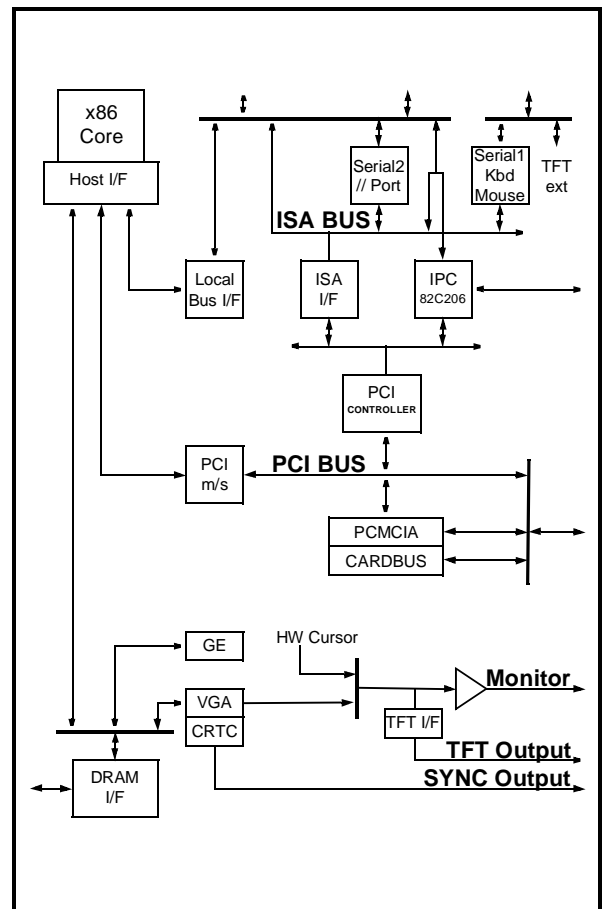 x86
Core
Host I/F
Serial2
// Port
Serial1
Kbd
Mouse
TFT
ext
ISA BUS
Local
Bus I/F
ISA
I/F
IPC
82C206
PCI
CONTROLLER
PCI
m/s
PCI BUS
PCMCIA
CARDBUS
GE
HW Cursor
VGA
CRTC
Monitor
TFT I/F
TFT Output
SYNC Output
DRAM
I/F